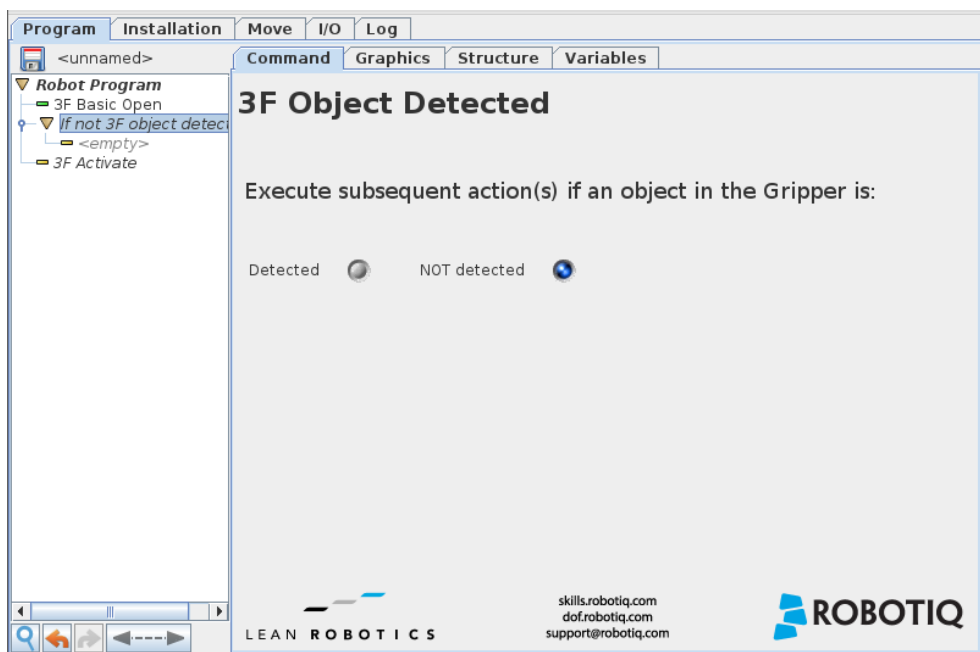 Program Installation Move I/O Log
<unnamed> Command Graphics Structure Variables
Robot Program
3F Basic Open
If not 3F object detect
<empty>
3F Activate
3F Object Detected
Execute subsequent action(s) if an object in the Gripper is:
Detected NOT detected
LEAN ROBOTICS
skills.robotiq.com
dof.robotiq.com
support@robotiq.com
ROBOTIQ